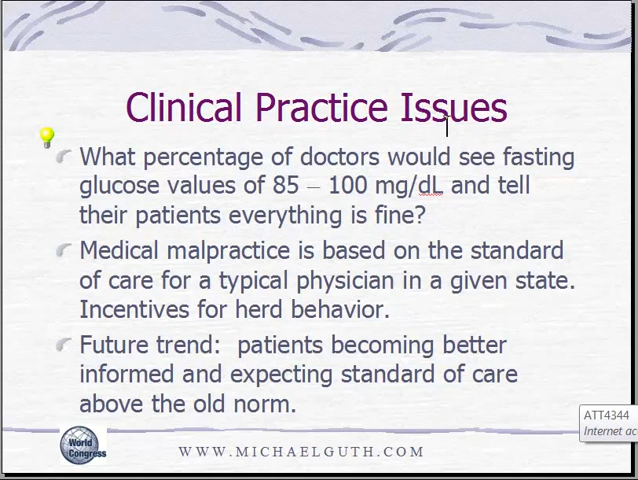 Clinical Practice Issues
What percentage of doctors would see fasting
glucose values of 85 – 100 mg/dL and tell
their patients everything is fine?
Medical malpractice is based on the standard
of care for a typical physician in a given state.
Incentives for herd behavior.
Future trend:  patients becoming better
informed and expecting standard of care
above the old norm.
ATT4344
Internet ac
World
Congress
WWW.MICHAELGUTH.COM